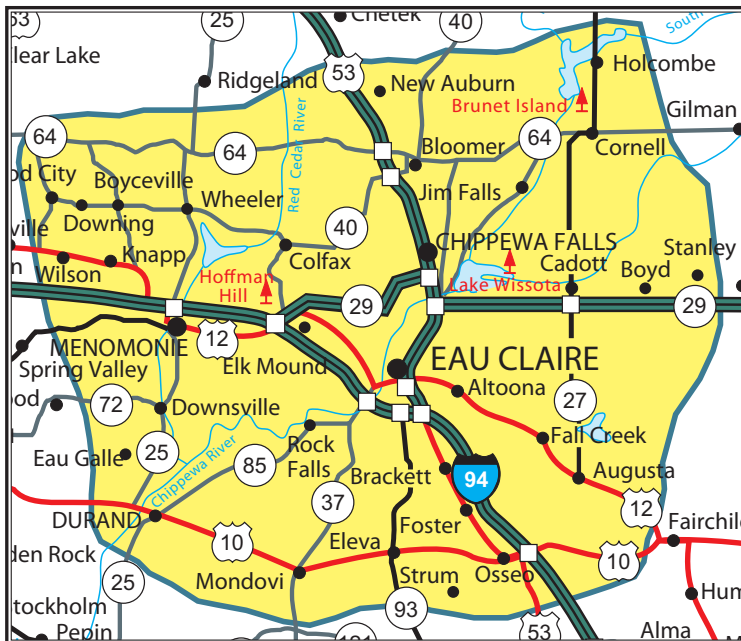 63
25
Chetek
40
South
Clear Lake
53
Holcombe
Ridgeland
New Auburn
Brunet Island
Gilman
64
Red Cedar River
64
64
Bloomer
Cornell
od City
Boyceville
Wheeler
Jim Falls
ville
Downing
40
CHIPPEWA FALLS
n
Knapp
Colfax
Stanley
Wilson
Hoffman
Hill
Cadott
Boyd
Lake Wissota
29
29
12
MENOMONIE
Elk Mound
EAU CLAIRE
Spring Valley
Altoona
ood
72
Downsville
27
Rock
Falls
Fall Creek
Eau Galle
25
Chippewa River
85
Brackett
94
Augusta
37
12
DURAND
Foster
Fairchild
10
Eleva
10
den Rock
Mondovi
Osseo
25
Strum
Hum
tockholm
93
53
Alma
Pepin